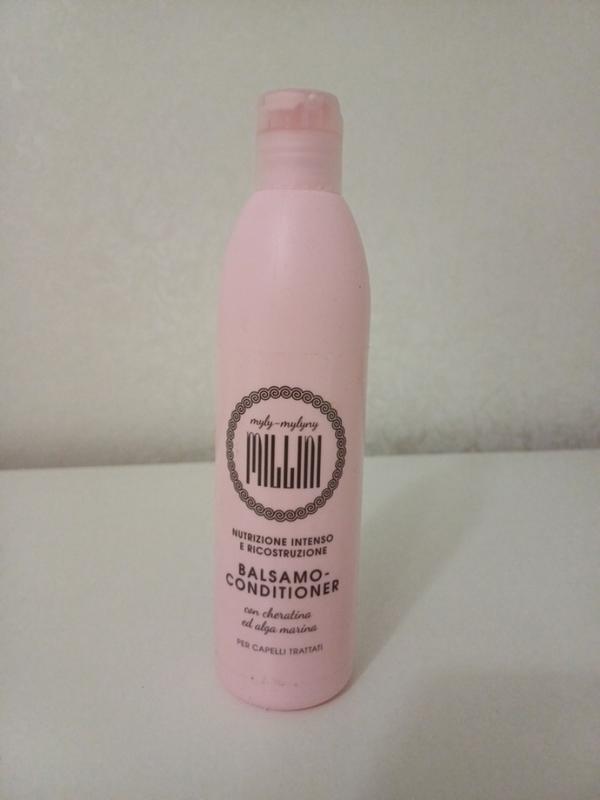 myly-mylyny
MILLINI
NUTRIZIONE INTENSO
E RICOSTRUZIONE
BALSAMO-
CONDITIONER
con cheratina
ed alga marina
PER CAPELLI TRATTATI